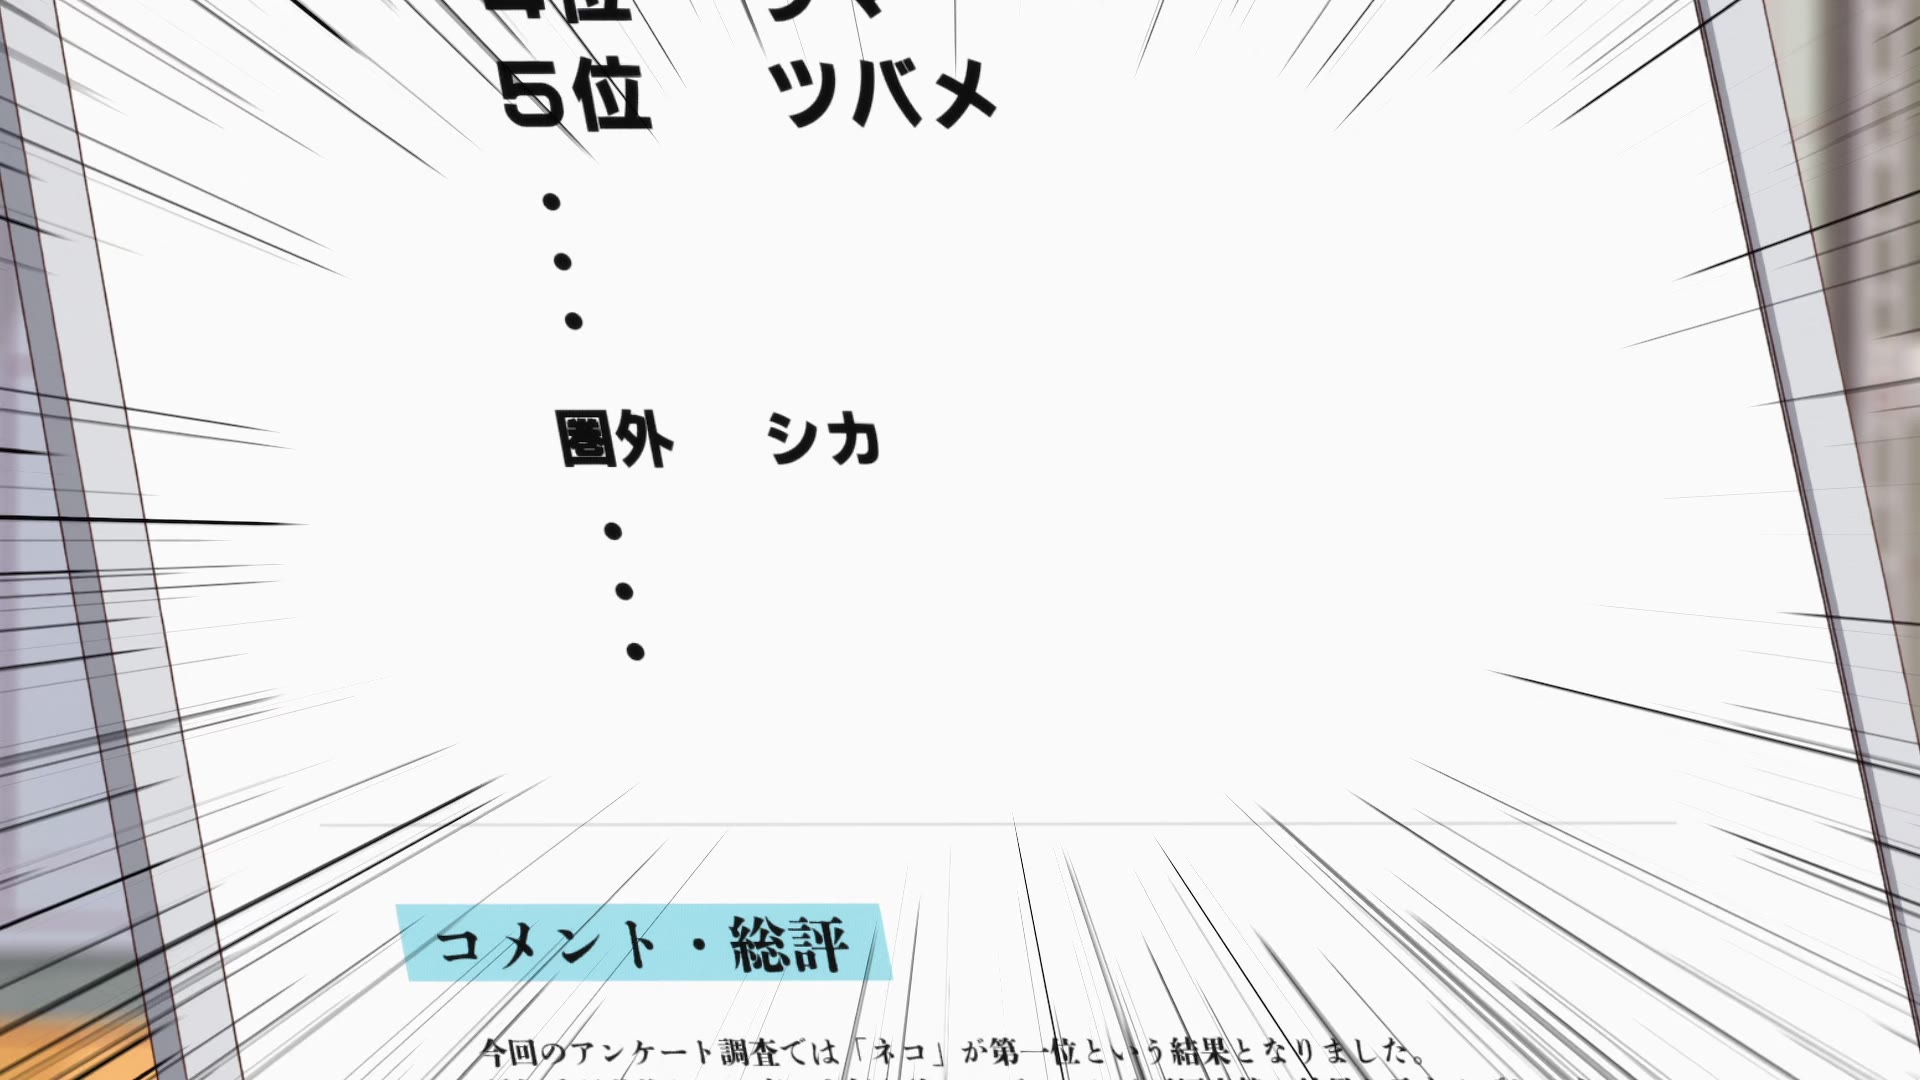 5位 ツバメ
・
・
・
圏外 シカ
・
・
・
コメント・総評
今回のアンケート調査では「ネコ」が第一位という結果となりました。